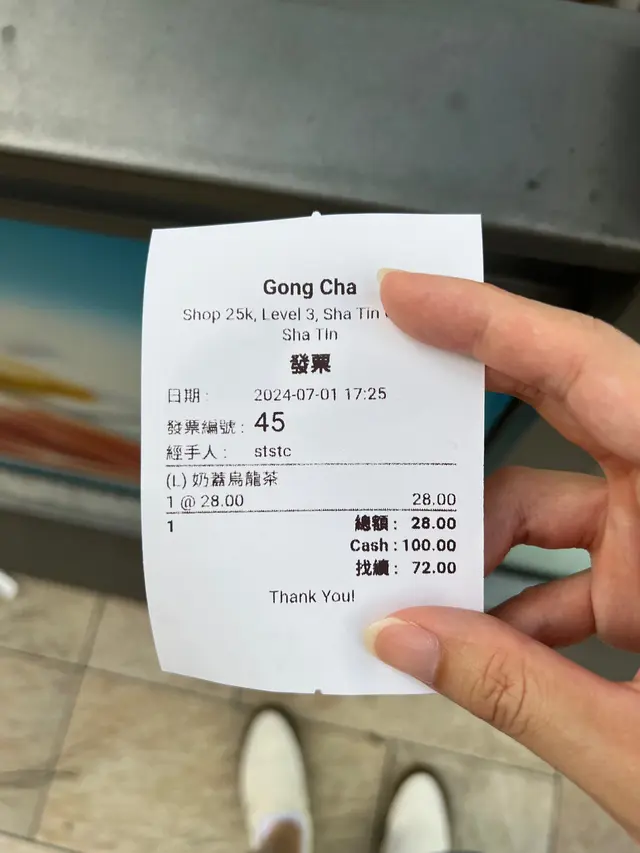 Gong Cha
Shop 25k, Level 3, Sha Tin
Sha Tin
發票
日期 : 2024-07-01 17:25
發票編號 : 45
經手人 : ststc
(L) 奶蓋烏龍茶
1 @ 28.00 28.00
1 總額 : 28.00
Cash : 100.00
找續 : 72.00
Thank You!